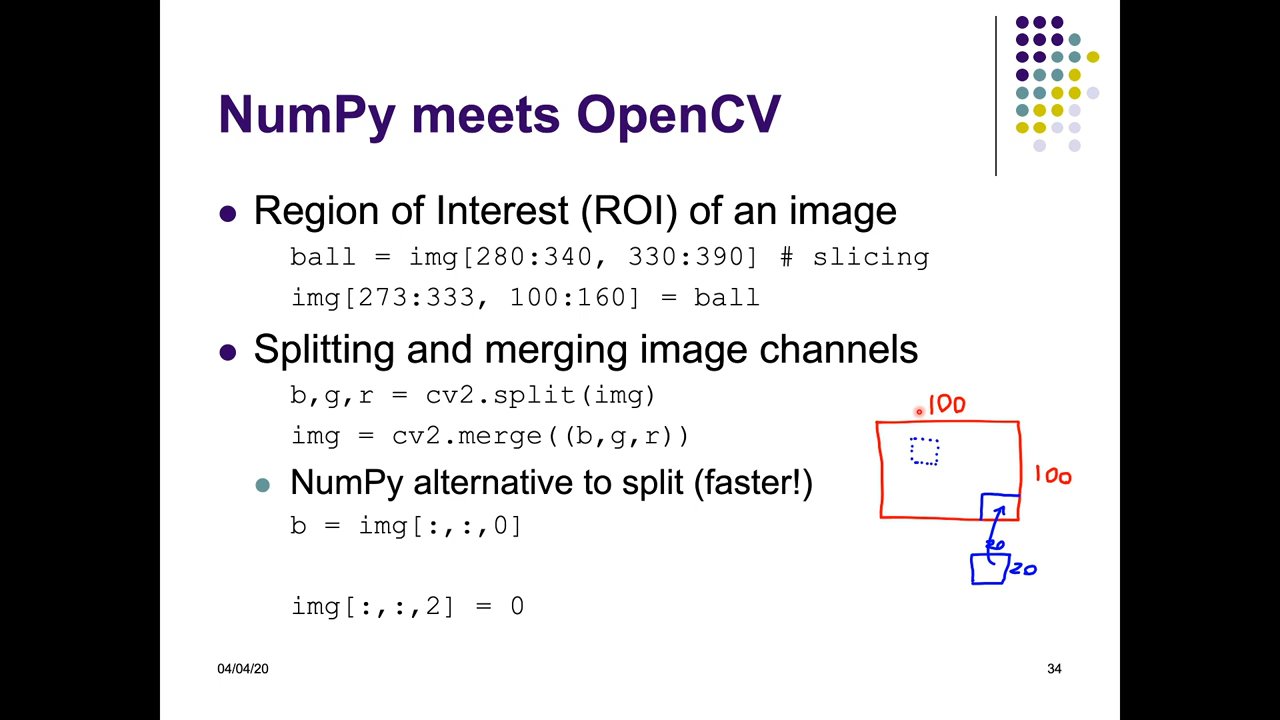 NumPy meets OpenCV
Region of Interest (ROI) of an image
ball = img[280:340, 330:390] # slicing
img[273:333, 100:160] = ball
Splitting and merging image channels
b,g,r = cv2.split(img)
img = cv2.merge((b,g,r))
NumPy alternative to split (faster!)
b = img[:,:,0]
img[:,:,2] = 0
100
100
20
20
04/04/20
34